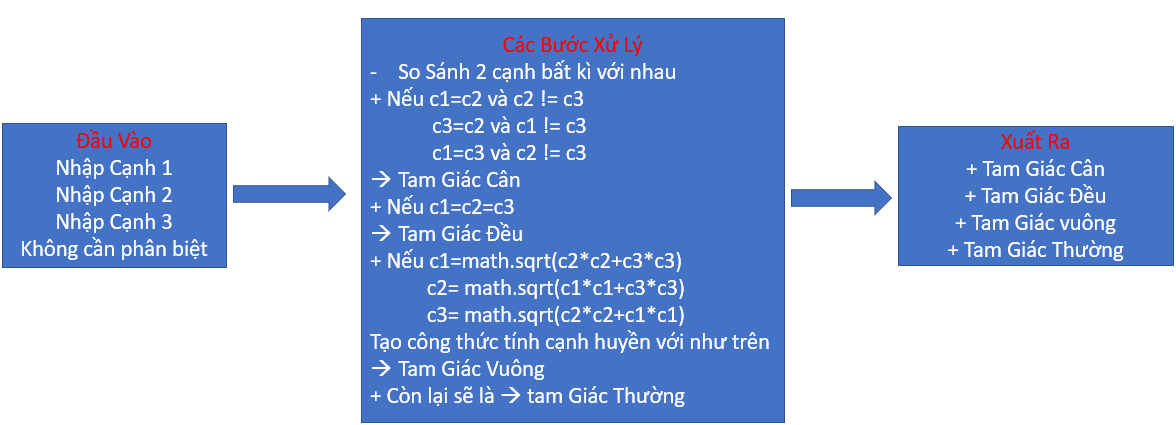 Đầu Vào
Nhập Cạnh 1
Nhập Cạnh 2
Nhập Cạnh 3
Không cần phân biệt
Các Bước Xử Lý
- So Sánh 2 cạnh bất kì với nhau
+ Nếu c1=c2 và c2 != c3
c3=c2 và c1 != c3
c1=c3 và c2 != c3
→ Tam Giác Cân
+ Nếu c1=c2=c3
→ Tam Giác Đều
+ Nếu c1=math.sqrt(c2*c2+c3*c3)
c2= math.sqrt(c1*c1+c3*c3)
c3= math.sqrt(c2*c2+c1*c1)
Tạo công thức tính cạnh huyền với như trên
→ Tam Giác Vuông
+ Còn lại sẽ là → tam Giác Thường
Xuất Ra
+ Tam Giác Cân
+ Tam Giác Đều
+ Tam Giác vuông
+ Tam Giác Thường